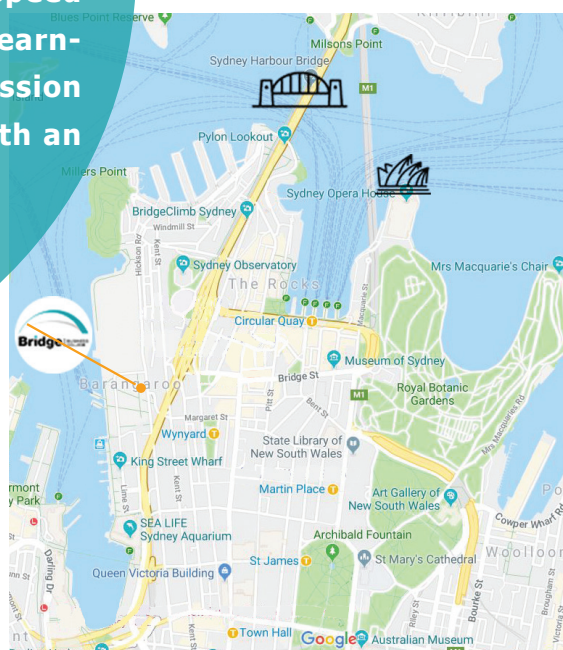 speed
earn-
ssion
th an
Blues Point Reserve
Milsons Point
Sydney Harbour Bridge
M1
Pylon Lookout
Millers Point
Sydney Opera House
BridgeClimb Sydney
Windmill St
Hickson Rd
Kent St
Sydney Observatory
Mrs Macquarie's Chair
The Rocks
Macquarie St
Circular Quay
Bridge
Museum of Sydney
Barangaroo
Bridge St
Royal Botanic
Gardens
Pitt St
Bent St
M1
Margaret St
Mrs Macquaries Rd
Wynyard
State Library of
New South Wales
King Street Wharf
Kent St
Martin Place
Art Gallery of
New South Wales
Lime St
rmont
y Park
Cowper Wharf Rd
SEA LIFE
Sydney Aquarium
Archibald Fountain
Woolloo
St James
St Mary's Cathedral
Darling Dr
Queen Victoria Building
Bourke St
Riley St
Brougham St
Victoria St
Kent St
Town Hall
Google
Australian Museum